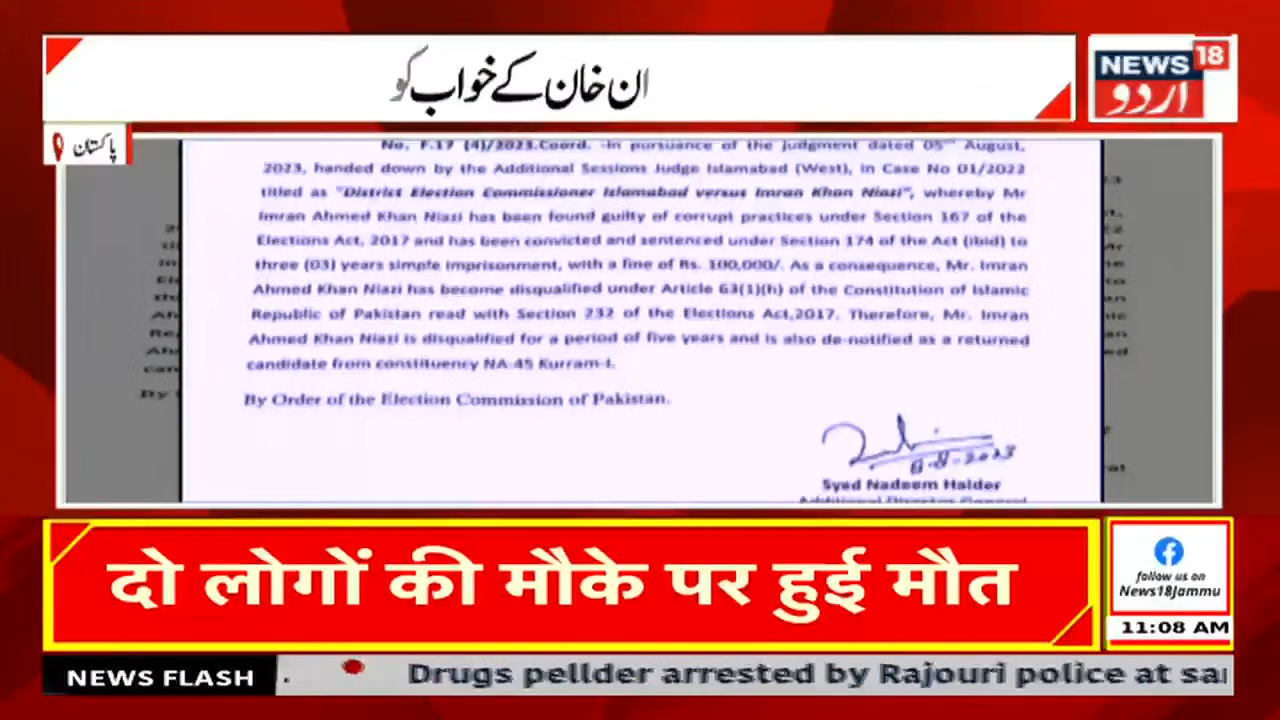 ان خان کے خواب کو
NEWS 18
اردو
پاکستان
No. F.17 (4)/2023.Coord. -In pursuance of the judgment dated 05th August,
2023, handed down by the Additional Sessions Judge Islamabad (West), in Case No 01/2022
titled as "District Election Commissioner Islamabad versus Imran Khan Niazi", whereby Mr
Imran Ahmed Khan Niazi has been found guilty of corrupt practices under Section 167 of the
Elections Act, 2017 and has been convicted and sentenced under Section 174 of the Act (ibid) to
three (03) years simple imprisonment, with a fine of Rs. 100,000/. As a consequence, Mr. Imran
Ahmed Khan Niazi has become disqualified under Article 63(1)(h) of the Constitution of Islamic
Republic of Pakistan read with Section 232 of the Elections Act,2017. Therefore, Mr. Imran
Ahmed Khan Niazi is disqualified for a period of five years and is also de-notified as a returned
candidate from constituency NA-45 Kurram-I.
By Order of the Election Commission of Pakistan.
8-8-2023
Syed Nadeem Haider
Additional Director General
दो लोगों की मौके पर हुई मौत
follow us on
News18Jammu
11:08 AM
NEWS FLASH
. Drugs pellder arrested by Rajouri police at sa